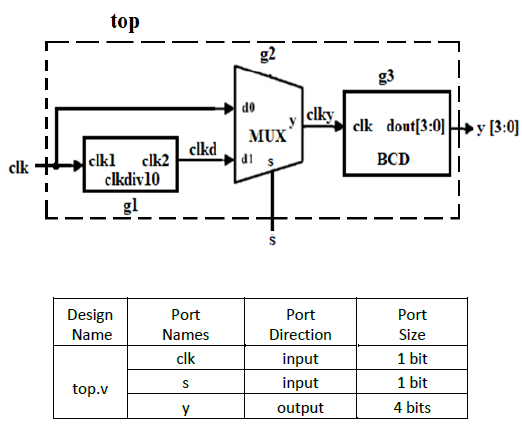 top
g2
g3
d0
clky
y
clk dout[3:0]
y [3:0]
MUX
clkd
clk
clk1 clk2
d1 s
BCD
clkdiv10
g1
s
Design Name
Port Names
Port Direction
Port Size
top.v
clk input 1 bit
s input 1 bit
y output 4 bits